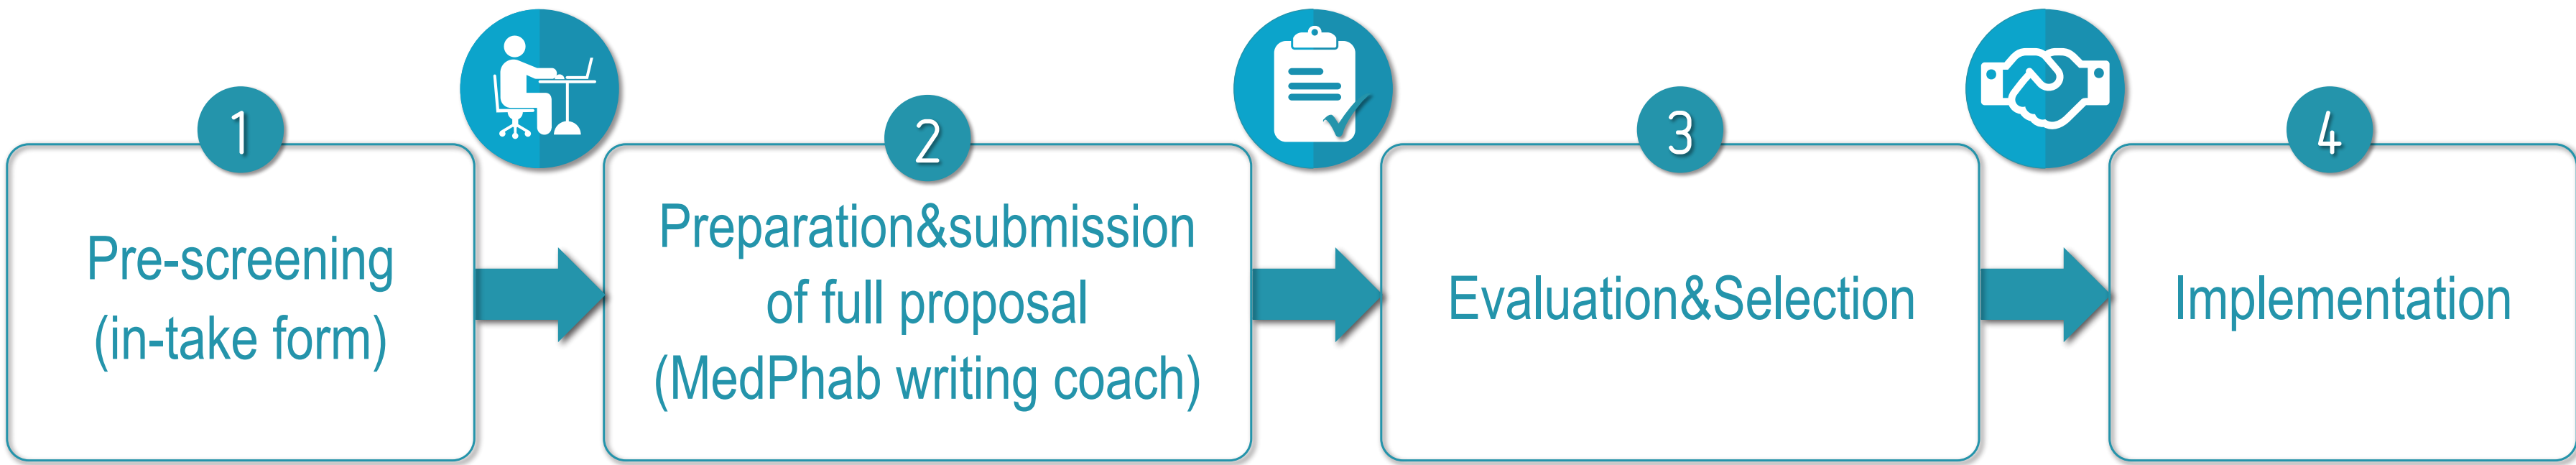 1
Pre-screening
(in-take form)
2
Preparation&submission
of full proposal
(MedPhab writing coach)
3
Evaluation&Selection
4
Implementation